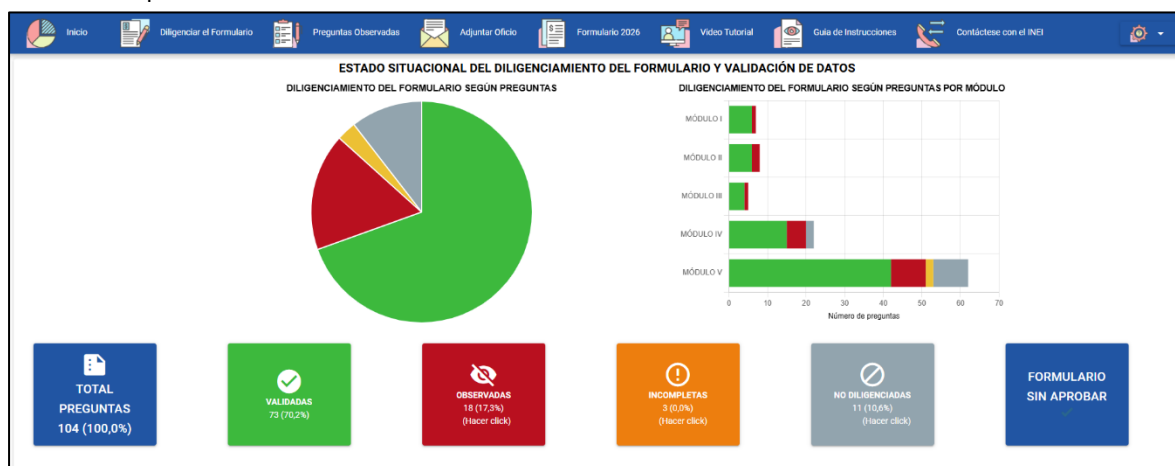 Inicio
Diligenciar el Formulario
Preguntas Observadas
Adjuntar Oficio
Formulario 2026
Video Tutorial
Guía de Instrucciones
Contáctese con el INEI
ESTADO SITUACIONAL DEL DILIGENCIAMIENTO DEL FORMULARIO Y VALIDACIÓN DE DATOS
DILIGENCIAMIENTO DEL FORMULARIO SEGÚN PREGUNTAS
DILIGENCIAMIENTO DEL FORMULARIO SEGÚN PREGUNTAS POR MÓDULO
MÓDULO I
MÓDULO II
MÓDULO III
MÓDULO IV
MÓDULO V
0 10 20 30 40 50 60 70
Número de preguntas
TOTAL
PREGUNTAS
104 (100,0%)
VALIDADAS
73 (70,2%)
OBSERVADAS
18 (17,3%)
(Hacer click)
INCOMPLETAS
3 (0,0%)
(Hacer click)
NO DILIGENCIADAS
11 (10,6%)
(Hacer click)
FORMULARIO
SIN APROBAR